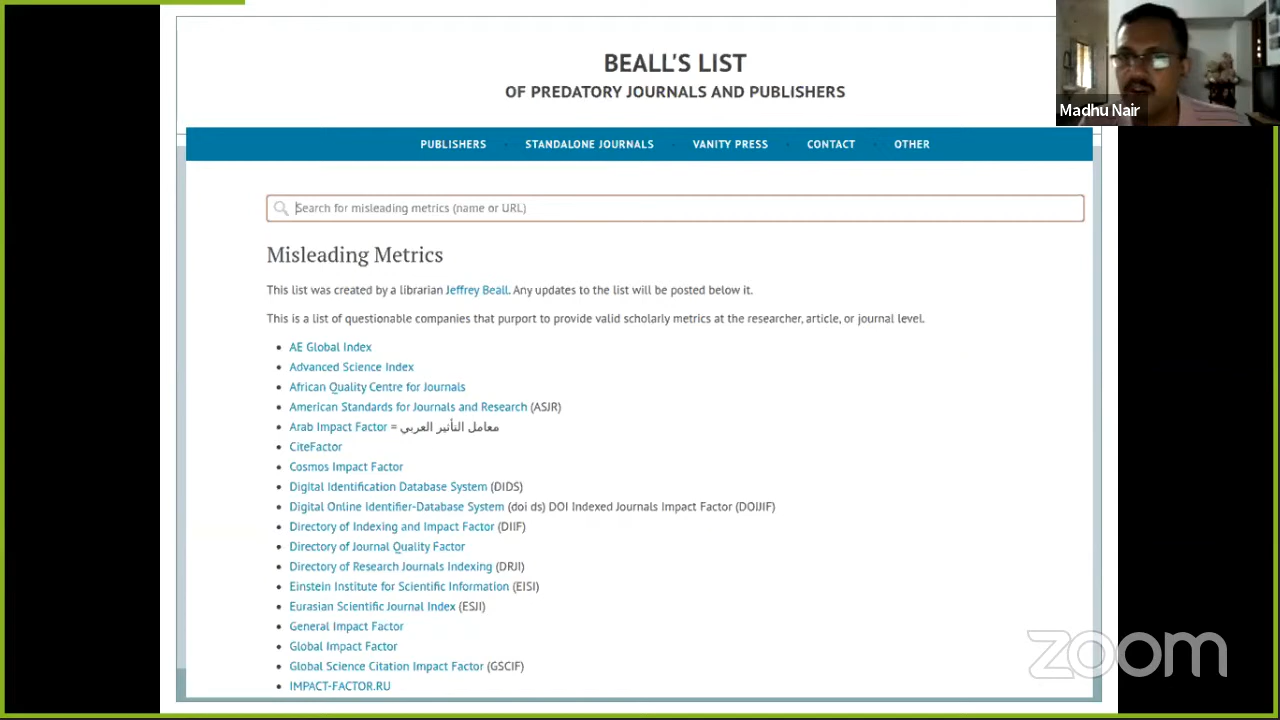 BEALL'S LIST
OF PREDATORY JOURNALS AND PUBLISHERS
Madhu Nair
PUBLISHERS STANDALONE JOURNALS VANITY PRESS CONTACT OTHER
Search for misleading metrics (name or URL)
Misleading Metrics
This list was created by a librarian Jeffrey Beall. Any updates to the list will be posted below it.
This is a list of questionable companies that purport to provide valid scholarly metrics at the researcher, article, or journal level.
AE Global Index
Advanced Science Index
African Quality Centre for Journals
American Standards for Journals and Research (ASJR)
Arab Impact Factor = معامل التأثير العربي
CiteFactor
Cosmos Impact Factor
Digital Identification Database System (DIDS)
Digital Online Identifier-Database System (doi ds) DOI Indexed Journals Impact Factor (DOIJIF)
Directory of Indexing and Impact Factor (DIIF)
Directory of Journal Quality Factor
Directory of Research Journals Indexing (DRJI)
Einstein Institute for Scientific Information (EISI)
Eurasian Scientific Journal Index (ESJI)
General Impact Factor
Global Impact Factor
Global Science Citation Impact Factor (GSCIF)
IMPACT-FACTOR.RU
zoom